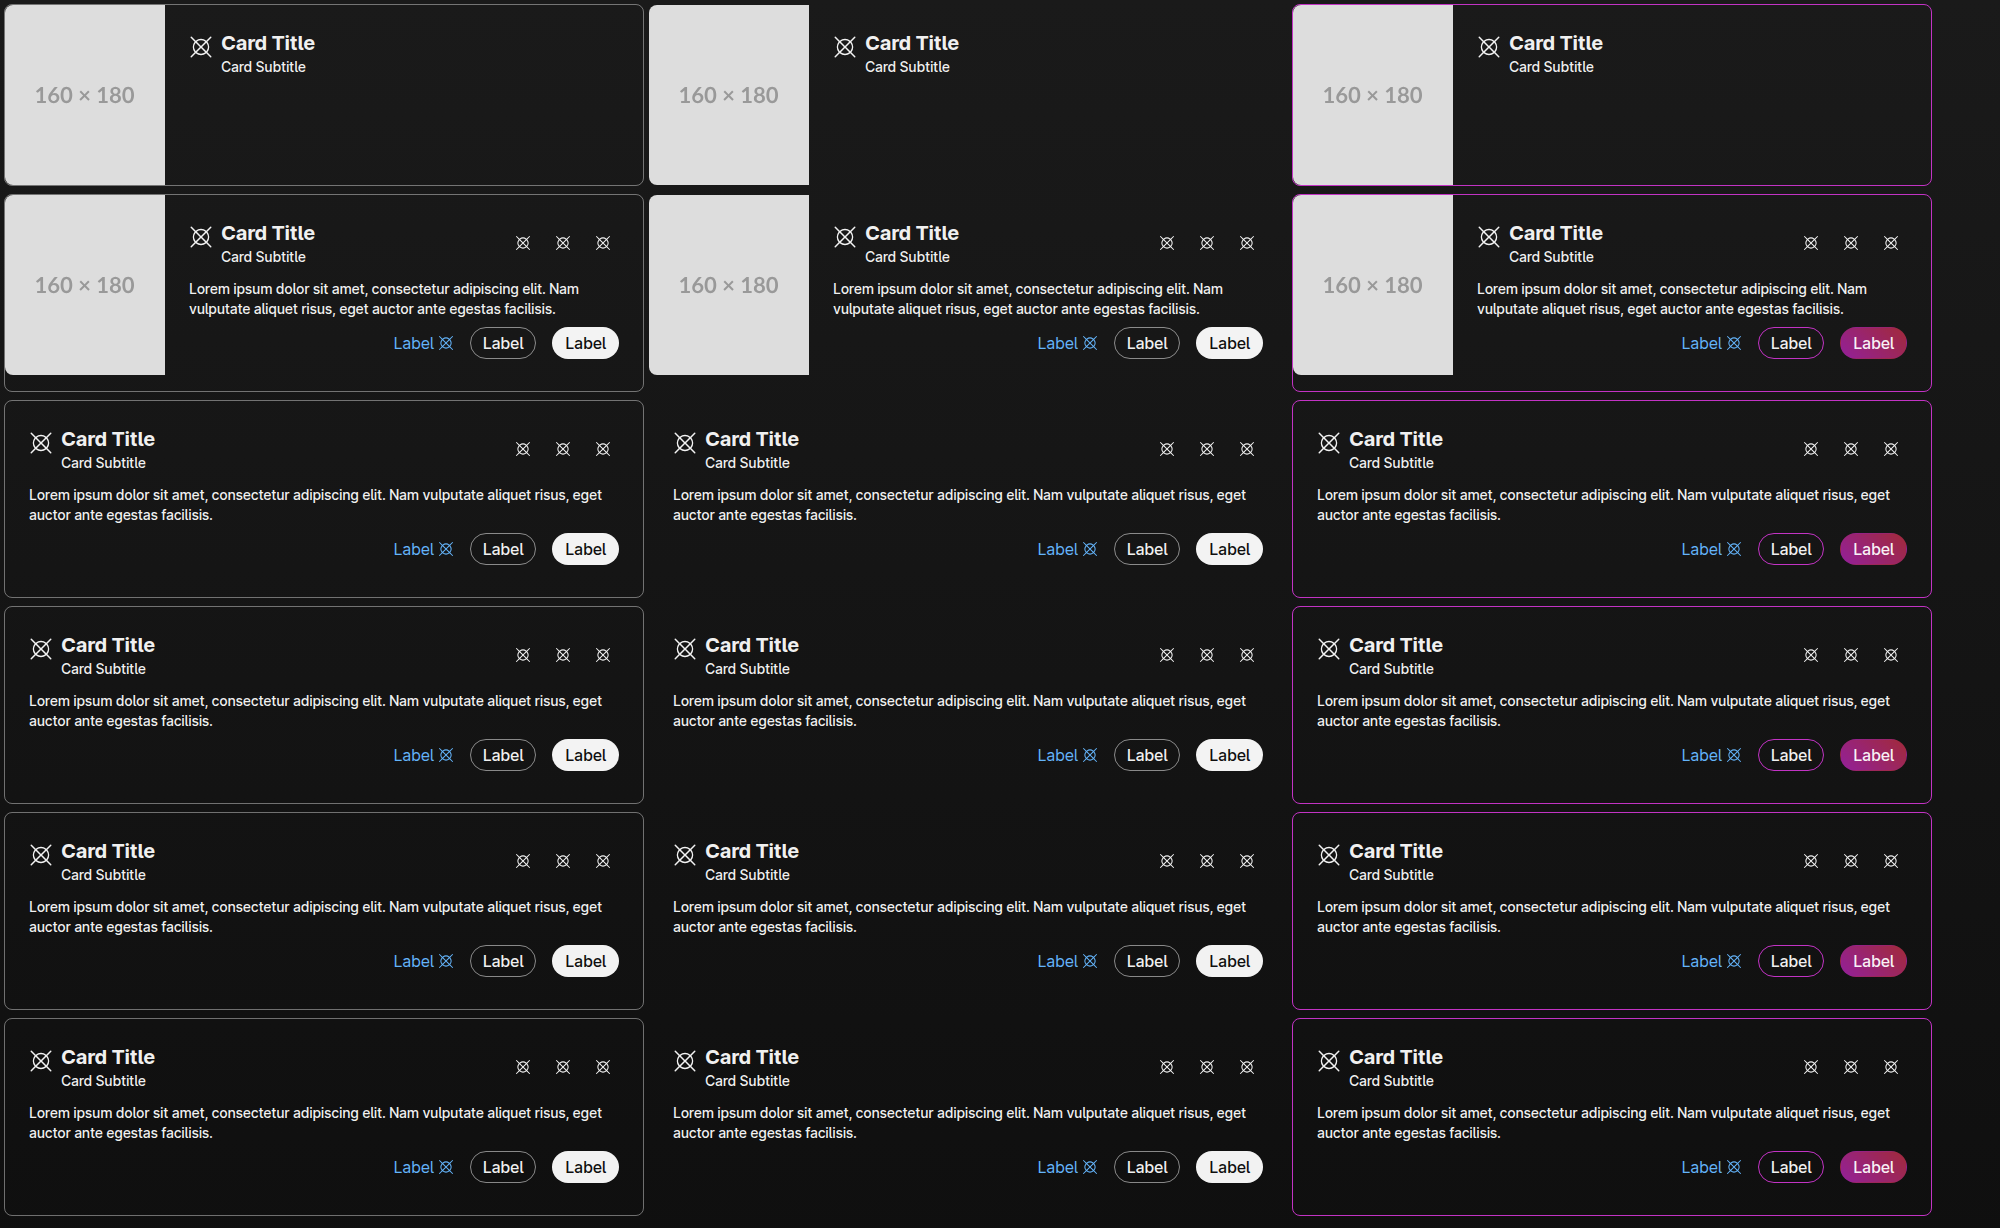 160 × 180
Card Title
Card Subtitle
160 × 180
Card Title
Card Subtitle
160 × 180
Card Title
Card Subtitle
160 × 180
Card Title
Card Subtitle
Lorem ipsum dolor sit amet, consectetur adipiscing elit. Nam
vulputate aliquet risus, eget auctor ante egestas facilisis.
Label Label Label
160 × 180
Card Title
Card Subtitle
Lorem ipsum dolor sit amet, consectetur adipiscing elit. Nam
vulputate aliquet risus, eget auctor ante egestas facilisis.
Label Label Label
160 × 180
Card Title
Card Subtitle
Lorem ipsum dolor sit amet, consectetur adipiscing elit. Nam
vulputate aliquet risus, eget auctor ante egestas facilisis.
Label Label Label
Card Title
Card Subtitle
Lorem ipsum dolor sit amet, consectetur adipiscing elit. Nam vulputate aliquet risus, eget
auctor ante egestas facilisis.
Label Label Label
Card Title
Card Subtitle
Lorem ipsum dolor sit amet, consectetur adipiscing elit. Nam vulputate aliquet risus, eget
auctor ante egestas facilisis.
Label Label Label
Card Title
Card Subtitle
Lorem ipsum dolor sit amet, consectetur adipiscing elit. Nam vulputate aliquet risus, eget
auctor ante egestas facilisis.
Label Label Label
Card Title
Card Subtitle
Lorem ipsum dolor sit amet, consectetur adipiscing elit. Nam vulputate aliquet risus, eget
auctor ante egestas facilisis.
Label Label Label
Card Title
Card Subtitle
Lorem ipsum dolor sit amet, consectetur adipiscing elit. Nam vulputate aliquet risus, eget
auctor ante egestas facilisis.
Label Label Label
Card Title
Card Subtitle
Lorem ipsum dolor sit amet, consectetur adipiscing elit. Nam vulputate aliquet risus, eget
auctor ante egestas facilisis.
Label Label Label
Card Title
Card Subtitle
Lorem ipsum dolor sit amet, consectetur adipiscing elit. Nam vulputate aliquet risus, eget
auctor ante egestas facilisis.
Label Label Label
Card Title
Card Subtitle
Lorem ipsum dolor sit amet, consectetur adipiscing elit. Nam vulputate aliquet risus, eget
auctor ante egestas facilisis.
Label Label Label
Card Title
Card Subtitle
Lorem ipsum dolor sit amet, consectetur adipiscing elit. Nam vulputate aliquet risus, eget
auctor ante egestas facilisis.
Label Label Label
Card Title
Card Subtitle
Lorem ipsum dolor sit amet, consectetur adipiscing elit. Nam vulputate aliquet risus, eget
auctor ante egestas facilisis.
Label Label Label
Card Title
Card Subtitle
Lorem ipsum dolor sit amet, consectetur adipiscing elit. Nam vulputate aliquet risus, eget
auctor ante egestas facilisis.
Label Label Label
Card Title
Card Subtitle
Lorem ipsum dolor sit amet, consectetur adipiscing elit. Nam vulputate aliquet risus, eget
auctor ante egestas facilisis.
Label Label Label